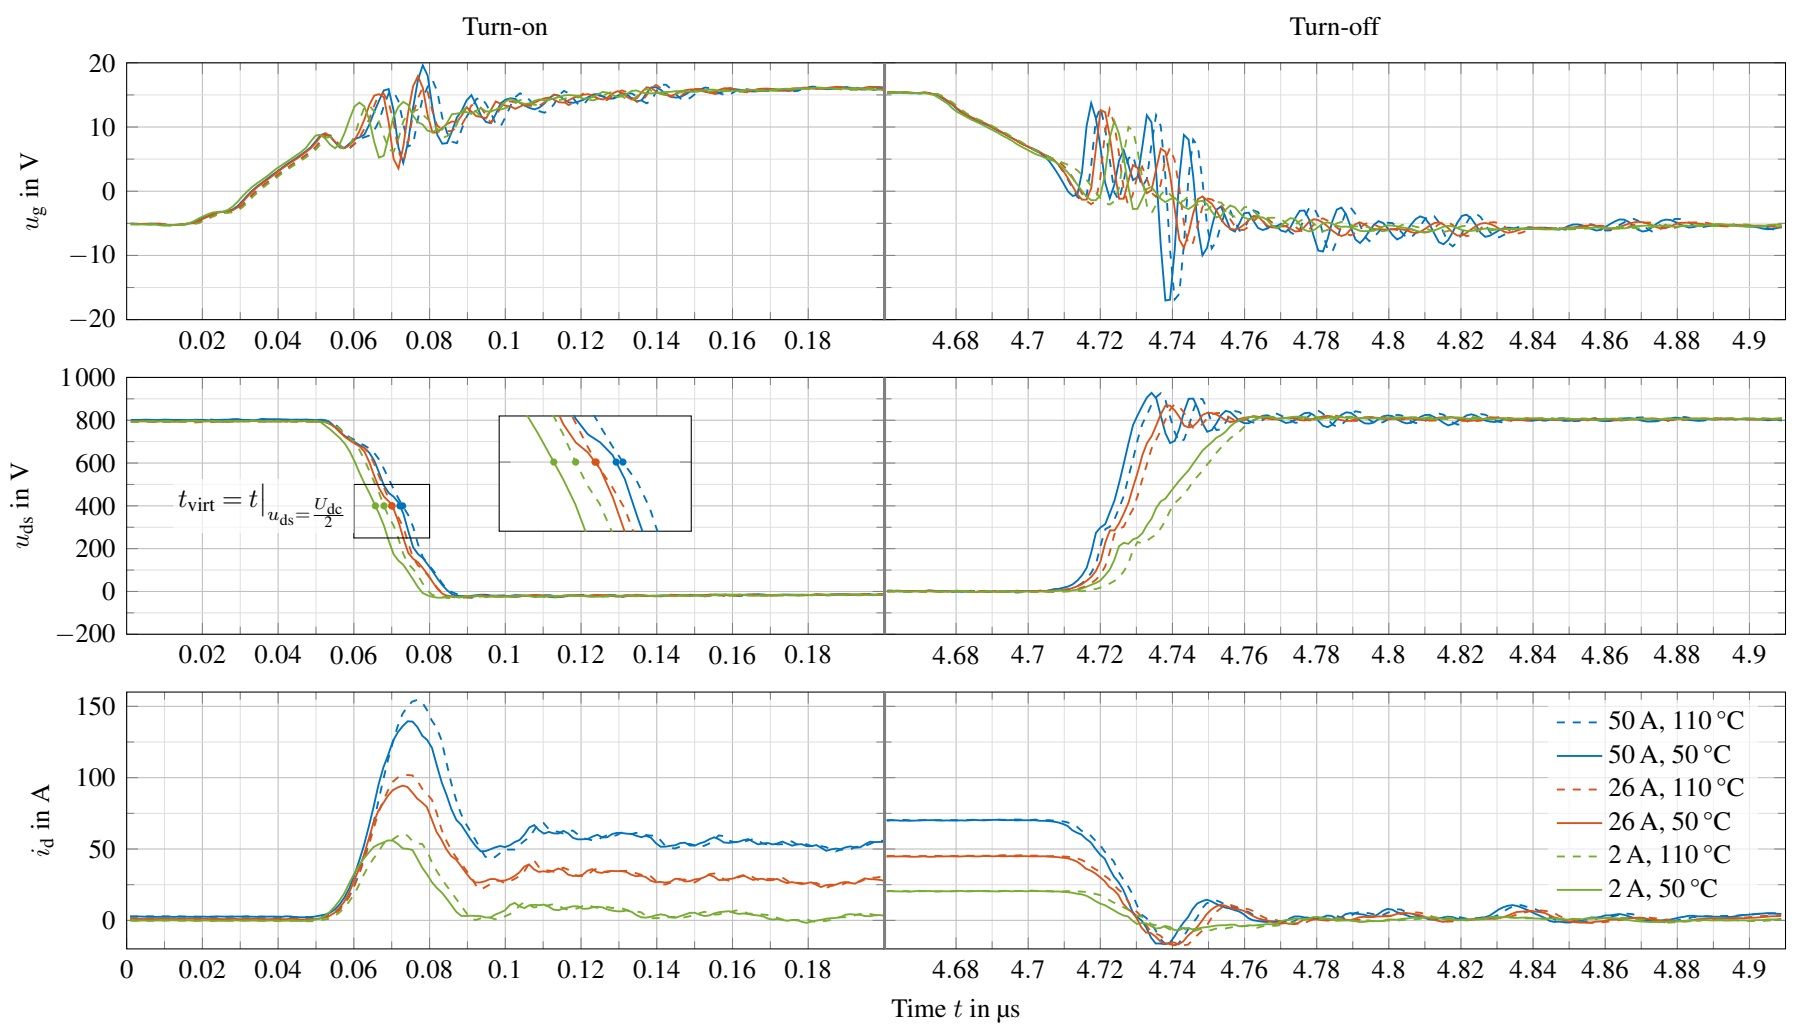 Turn-on Turn-off
20
10
0
−10
−20
u_g in V
0.02 0.04 0.06 0.08 0.1 0.12 0.14 0.16 0.18 4.68 4.7 4.72 4.74 4.76 4.78 4.8 4.82 4.84 4.86 4.88 4.9
1 000
800
600
400
200
0
−200
u_ds in V
t_virt = t|_{u_ds = U_dc/2}
0.02 0.04 0.06 0.08 0.1 0.12 0.14 0.16 0.18 4.68 4.7 4.72 4.74 4.76 4.78 4.8 4.82 4.84 4.86 4.88 4.9
150
100
50
0
i_d in A
50 A, 110 °C
50 A, 50 °C
26 A, 110 °C
26 A, 50 °C
2 A, 110 °C
2 A, 50 °C
0 0.02 0.04 0.06 0.08 0.1 0.12 0.14 0.16 0.18 4.68 4.7 4.72 4.74 4.76 4.78 4.8 4.82 4.84 4.86 4.88 4.9
Time t in µs